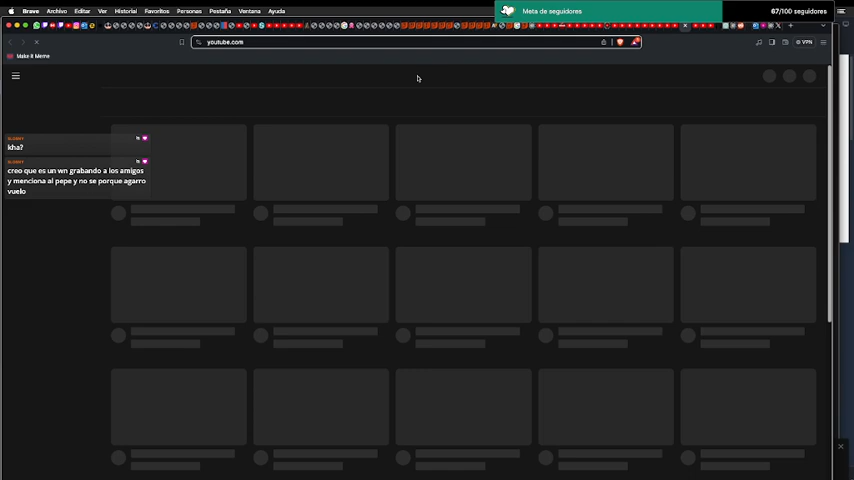 Brave Archivo Editar Ver Historial Favoritos Personas Pestaña Ventana Ayuda
Meta de seguidores
67/100 seguidores
youtube.com
VPN
Make It Meme
kha?
creo que es un wn grabando a los amigos
y menciona al pepe y no se porque agarro
vuelo